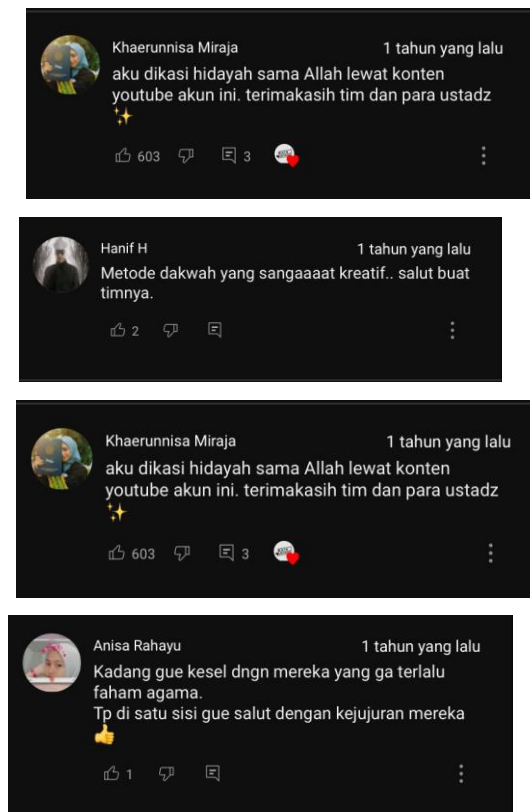 Khaerunnisa Miraja 1 tahun yang lalu
aku dikasi hidayah sama Allah lewat konten
youtube akun ini. terimakasih tim dan para ustadz
✨
603 3
Hanif H 1 tahun yang lalu
Metode dakwah yang sangaaaat kreatif.. salut buat
timnya.
2
Khaerunnisa Miraja 1 tahun yang lalu
aku dikasi hidayah sama Allah lewat konten
youtube akun ini. terimakasih tim dan para ustadz
✨
603 3
Anisa Rahayu 1 tahun yang lalu
Kadang gue kesel dngn mereka yang ga terlalu
faham agama.
Tp di satu sisi gue salut dengan kejujuran mereka
👍
1